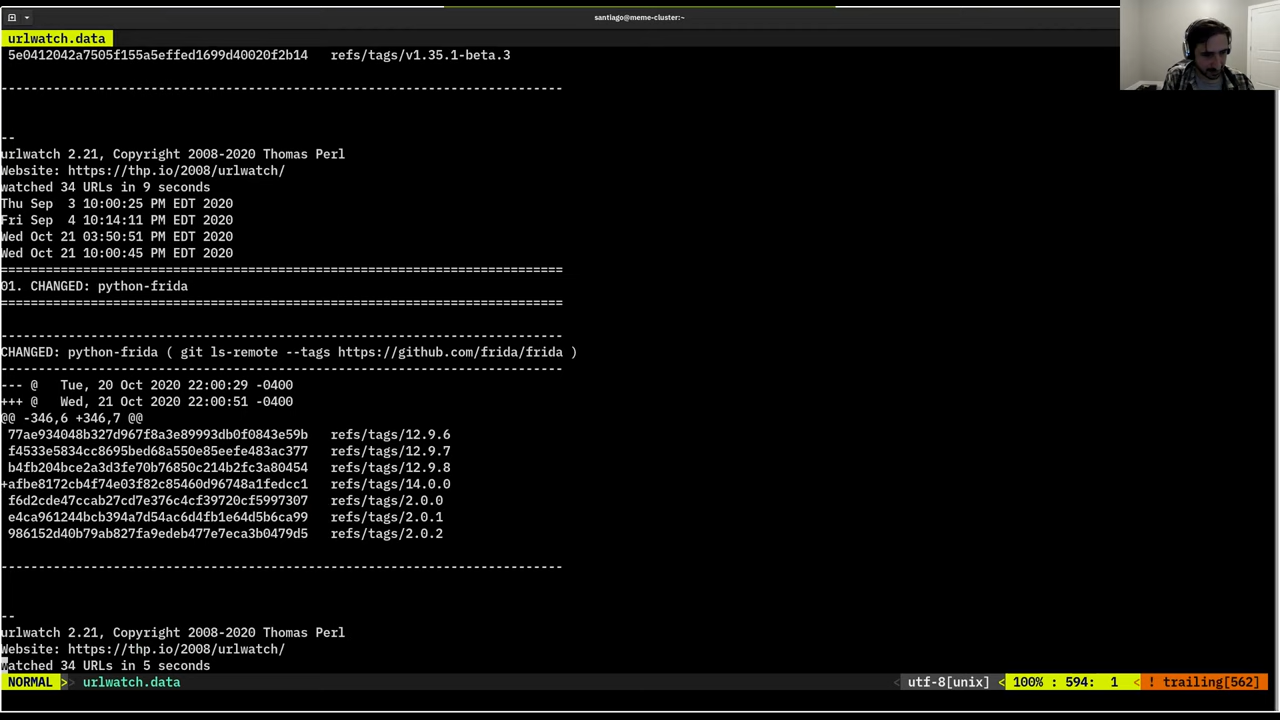 santiago@meme-cluster:~
urlwatch.data
5e0412042a7505f155a5effed1699d40020f2b14   refs/tags/v1.35.1-beta.3
---------------------------------------------------------------------------
--
urlwatch 2.21, Copyright 2008-2020 Thomas Perl
Website: https://thp.io/2008/urlwatch/
watched 34 URLs in 9 seconds
Thu Sep  3 10:00:25 PM EDT 2020
Fri Sep  4 10:14:11 PM EDT 2020
Wed Oct 21 03:50:51 PM EDT 2020
Wed Oct 21 10:00:45 PM EDT 2020
===========================================================================
01. CHANGED: python-frida
===========================================================================
---------------------------------------------------------------------------
CHANGED: python-frida ( git ls-remote --tags https://github.com/frida/frida )
---------------------------------------------------------------------------
--- @   Tue, 20 Oct 2020 22:00:29 -0400
+++ @   Wed, 21 Oct 2020 22:00:51 -0400
@@ -346,6 +346,7 @@
77ae934048b327d967f8a3e89993db0f0843e59b   refs/tags/12.9.6
f4533e5834cc8695bed68a550e85eefe483ac377   refs/tags/12.9.7
b4fb204bce2a3d3fe70b76850c214b2fc3a80454   refs/tags/12.9.8
+afbe8172cb4f74e03f82c85460d96748a1fedcc1   refs/tags/14.0.0
f6d2cde47ccab27cd7e376c4cf39720cf5997307   refs/tags/2.0.0
e4ca961244bcb394a7d54ac6d4fb1e64d5b6ca99   refs/tags/2.0.1
986152d40b79ab827fa9edeb477e7eca3b0479d5   refs/tags/2.0.2
---------------------------------------------------------------------------
--
urlwatch 2.21, Copyright 2008-2020 Thomas Perl
Website: https://thp.io/2008/urlwatch/
watched 34 URLs in 5 seconds
NORMAL > urlwatch.data < utf-8[unix] < 100% : 594:  1 < ! trailing[562]